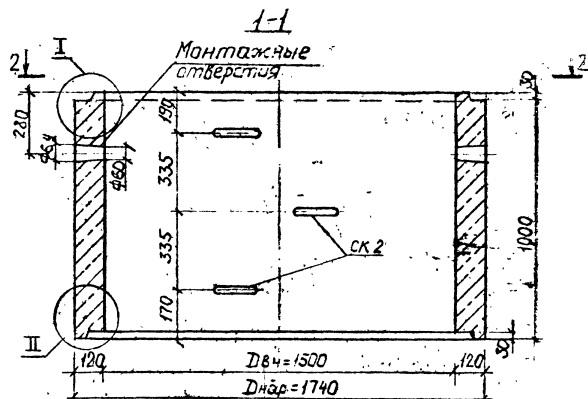 1-1
I
Монтажные
отверстия
2
2
30
280
190
ф64
ф60
335
335
СК 2
1000
170
II
30
120
Dвч=1500
120
Dнар=1740